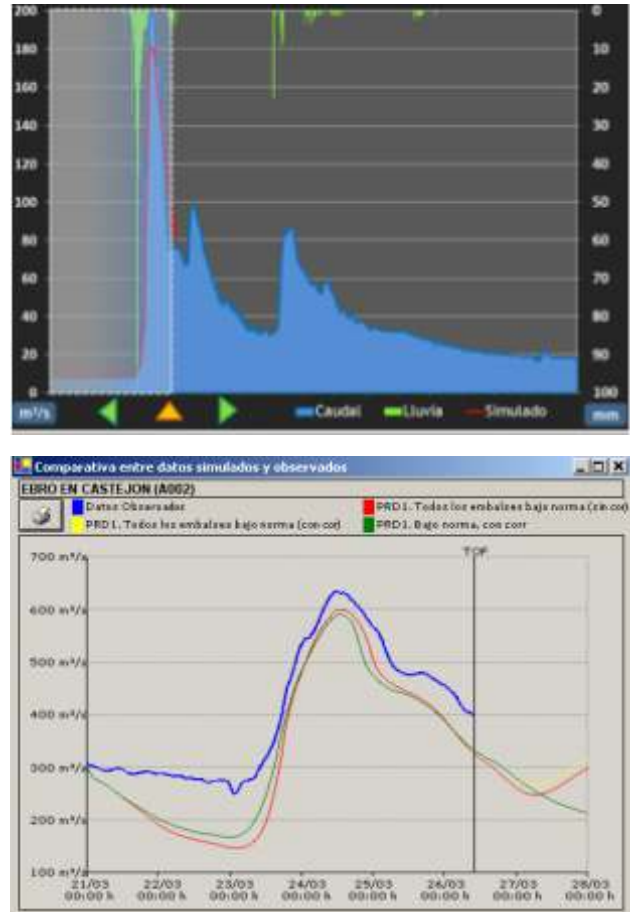 200 0
180 10
160 20
140 30
120 40
100 50
80 60
60 70
40 80
20 90
0 100
m³/s Caudal Lluvia Simulado mm
Comparativa entre datos simulados y observados
EBRO EN CASTEJON (A002)
Datos Observados PRD1. Todos los embalses bajo norma (sin cor)
PRD1. Todos los embalses bajo norma (con cor) PRD1. Bajo norma, con corr
TOF
700 m³/s
600 m³/s
500 m³/s
400 m³/s
300 m³/s
200 m³/s
100 m³/s
21/03 22/03 23/03 24/03 25/03 26/03 27/03 28/03
00:00 h 00:00 h 00:00 h 00:00 h 00:00 h 00:00 h 00:00 h 00:00 h